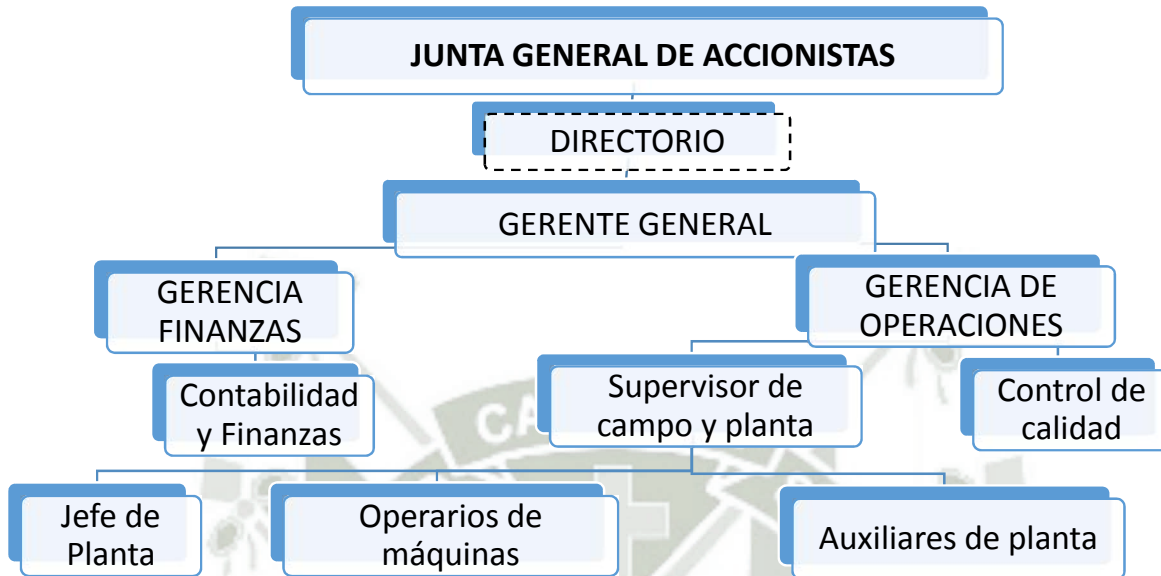 JUNTA GENERAL DE ACCIONISTAS
DIRECTORIO
GERENTE GENERAL
GERENCIA
FINANZAS
GERENCIA DE
OPERACIONES
Contabilidad
y Finanzas
Supervisor de
campo y planta
Control de
calidad
Jefe de
Planta
Operarios de
máquinas
Auxiliares de planta